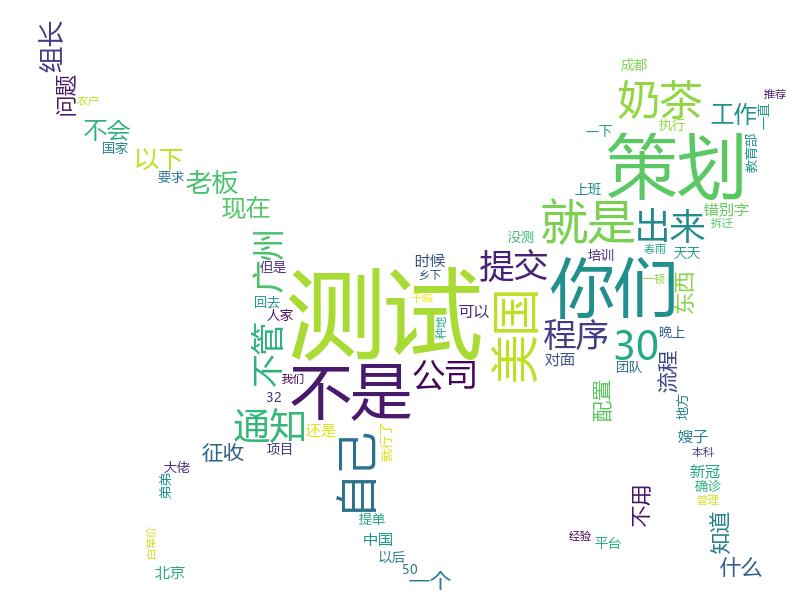 组长
问题
农户
不会
国家
以下
要求
老板
现在
广州
但是
回去
人家
不管
我们
32
通知
还是
征收
项目
大佬
弟弟
白菜价
北京
测试
时候
乡下
干嘛
种地
可以
不是
公司
自己
就行了
提单
中国
以后
50
一个
成都
奶茶
执行
一下
工作
推荐
一直
教育部
策划
上班
错别字
拆迁
就是
出来
没测
春雨
天天
培训
提交
你们
一顿
东西
美国
程序
30
晚上
对面
团队
流程
配置
地方
嫂子
本科
新冠
确诊
管理
不用
知道
经验
平台
什么